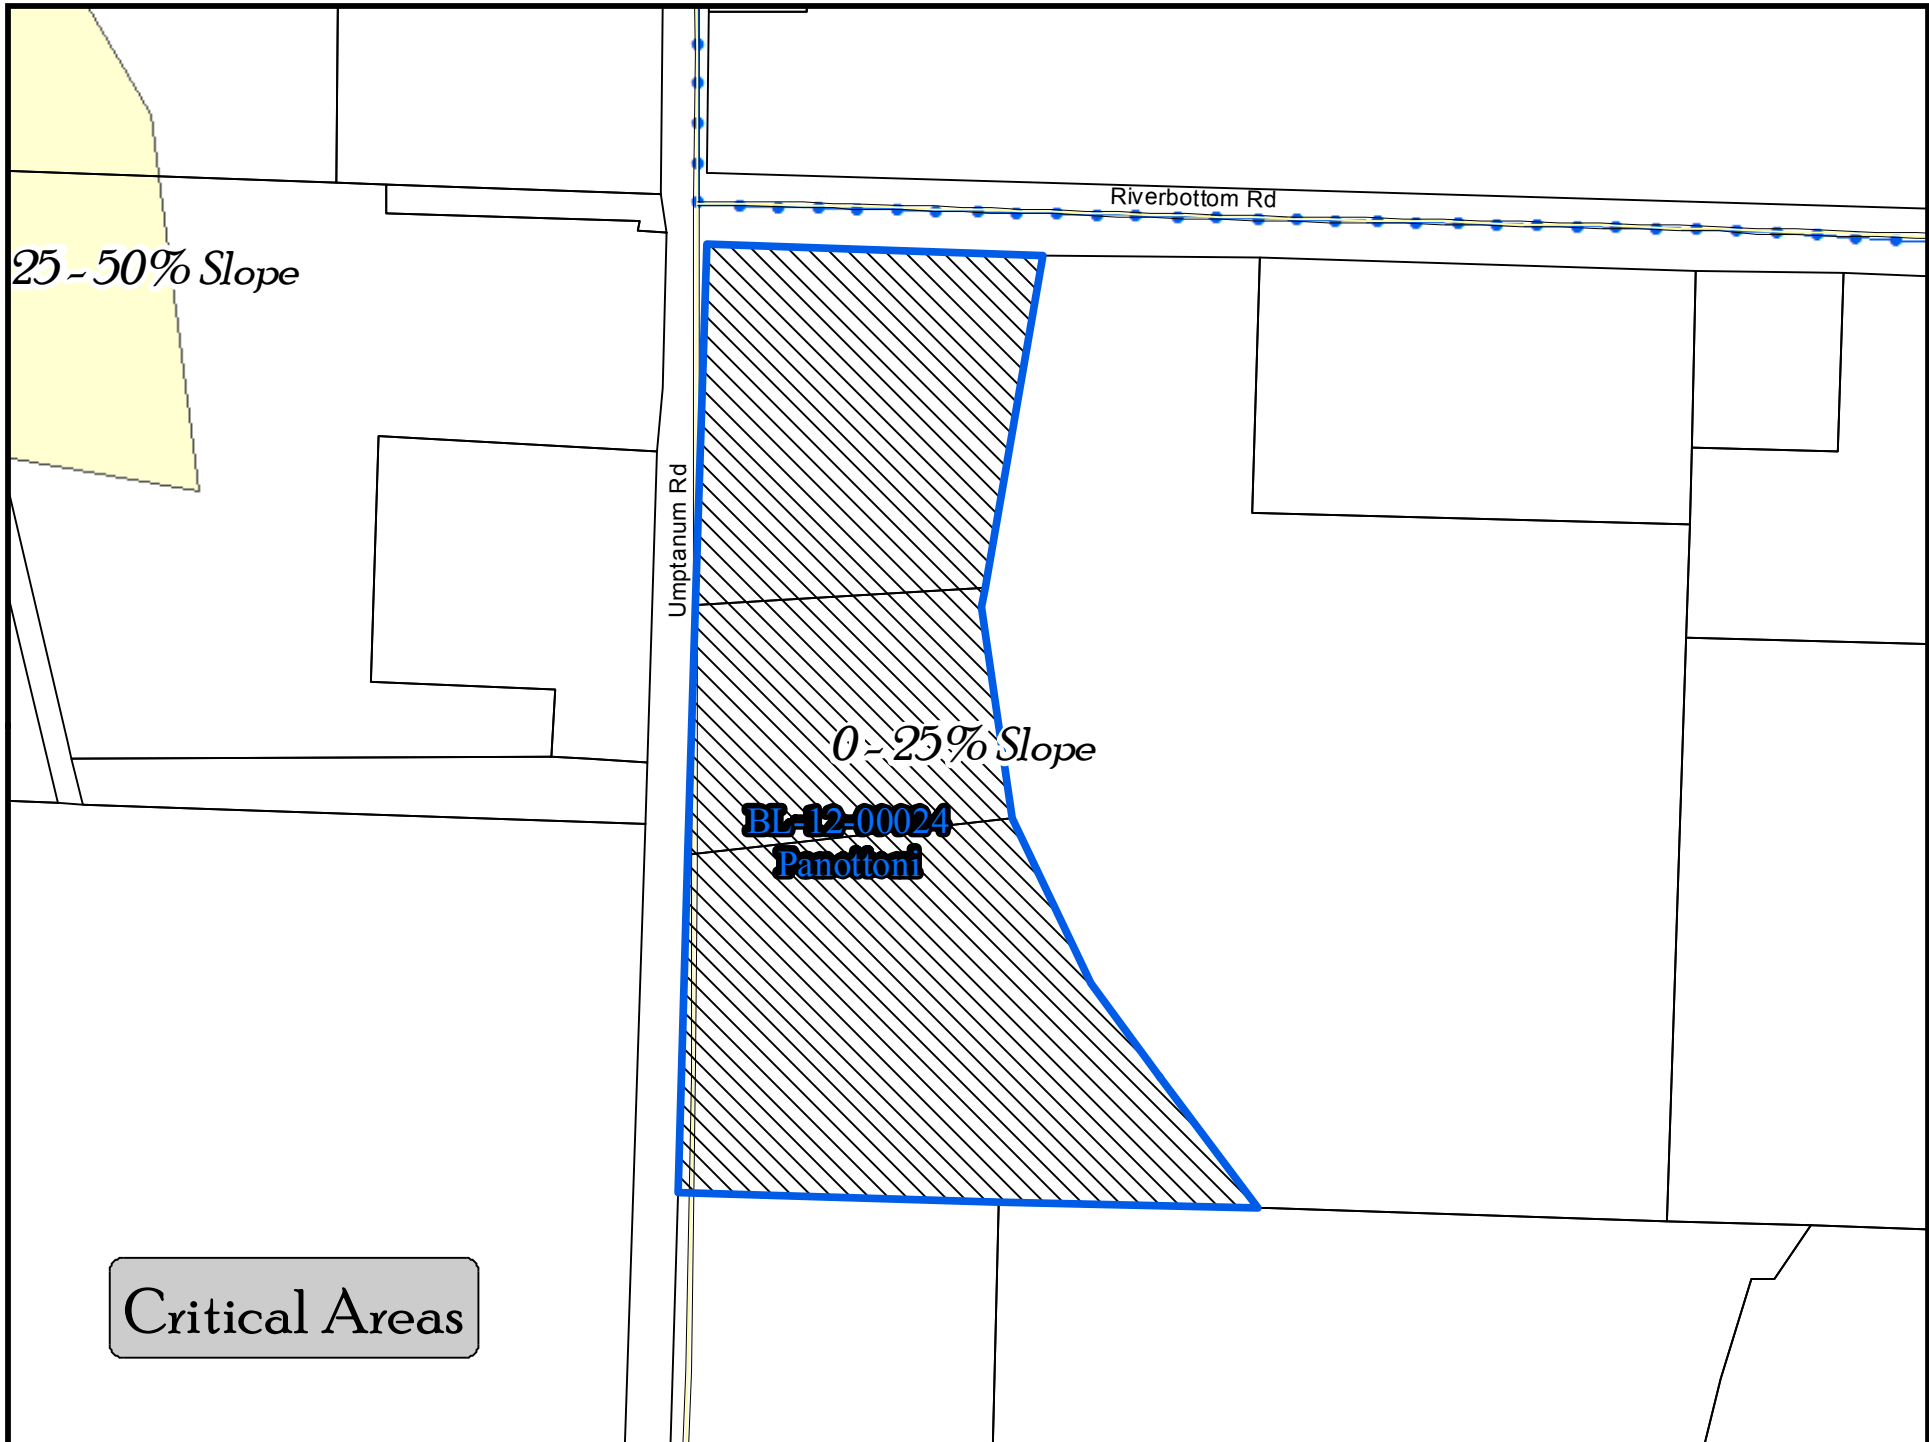 Riverbottom Rd
25 - 50% Slope
Umptanum Rd
0 - 25% Slope
BL-12-00024
Panottoni
Critical Areas